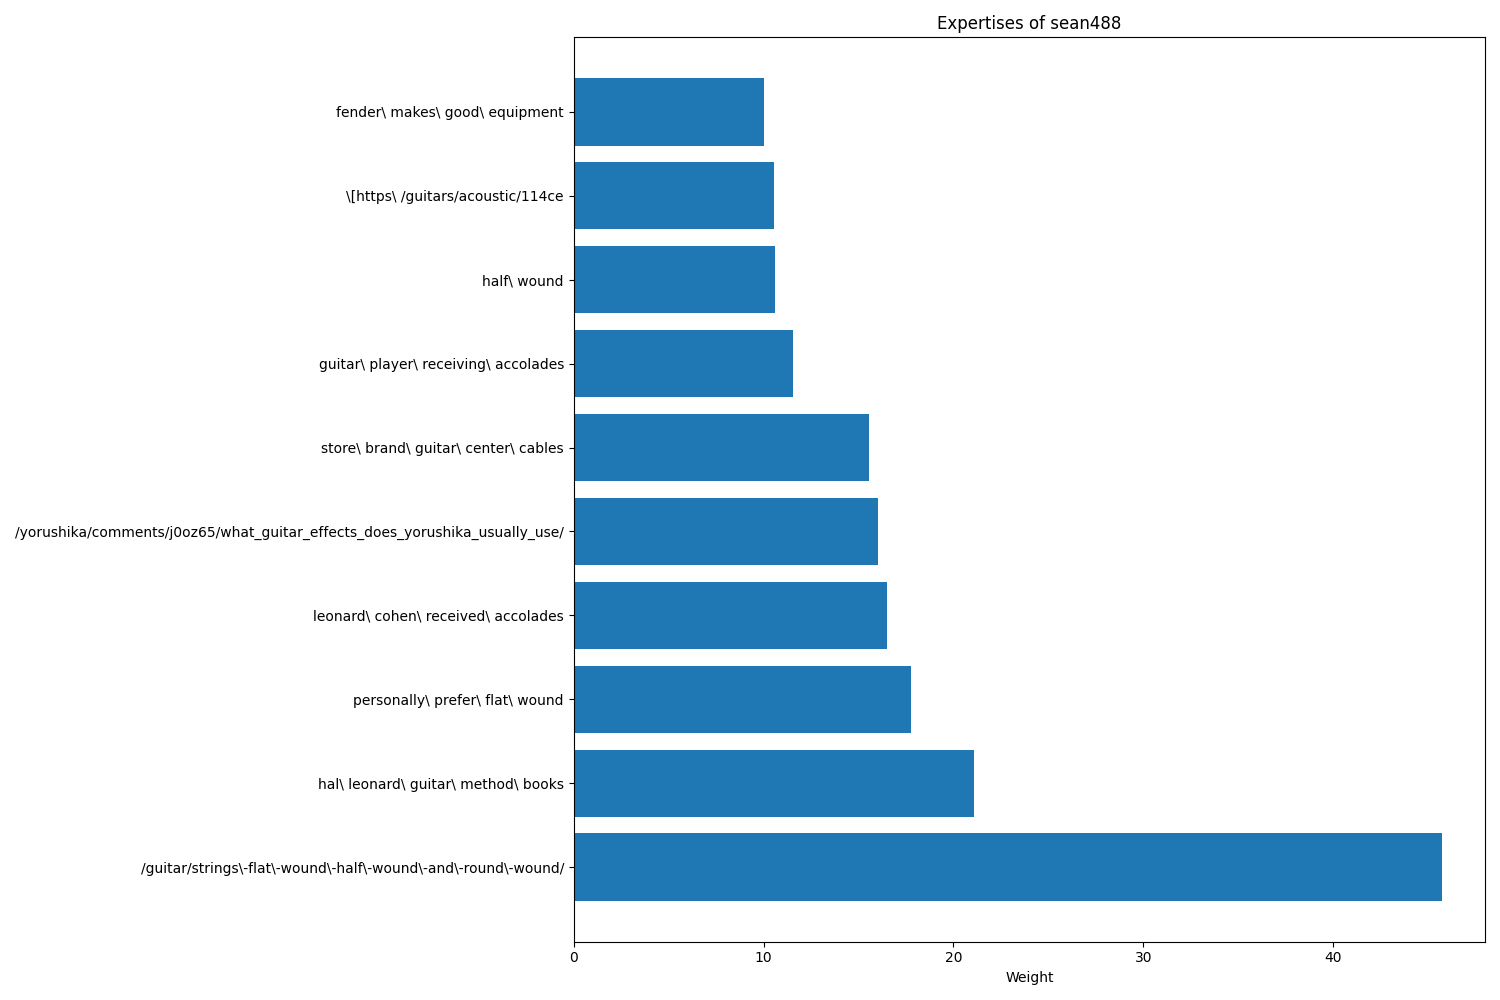 Expertises of sean488
fender\ makes\ good\ equipment
\[https\ /guitars/acoustic/114ce
half\ wound
guitar\ player\ receiving\ accolades
store\ brand\ guitar\ center\ cables
/yorushika/comments/j0oz65/what_guitar_effects_does_yorushika_usually_use/
leonard\ cohen\ received\ accolades
personally\ prefer\ flat\ wound
hal\ leonard\ guitar\ method\ books
/guitar/strings\-flat\-wound\-half\-wound\-and\-round\-wound/
0 10 20 30 40
Weight